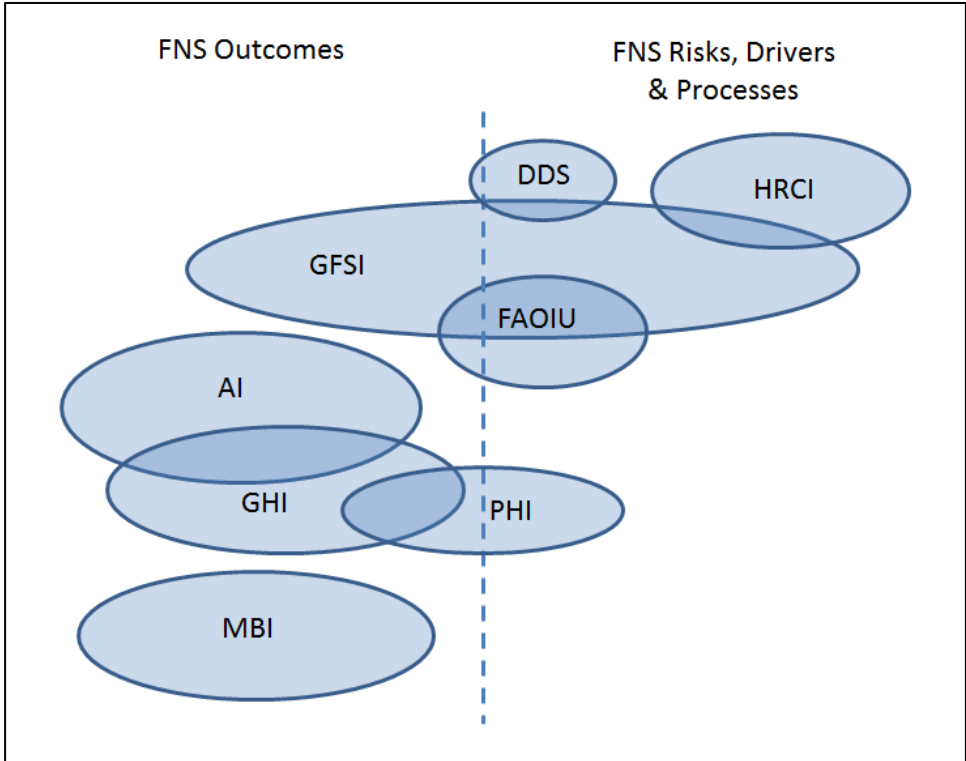 FNS Outcomes
FNS Risks, Drivers
& Processes
DDS
HRCI
GFSI
FAOIU
AI
GHI
PHI
MBI